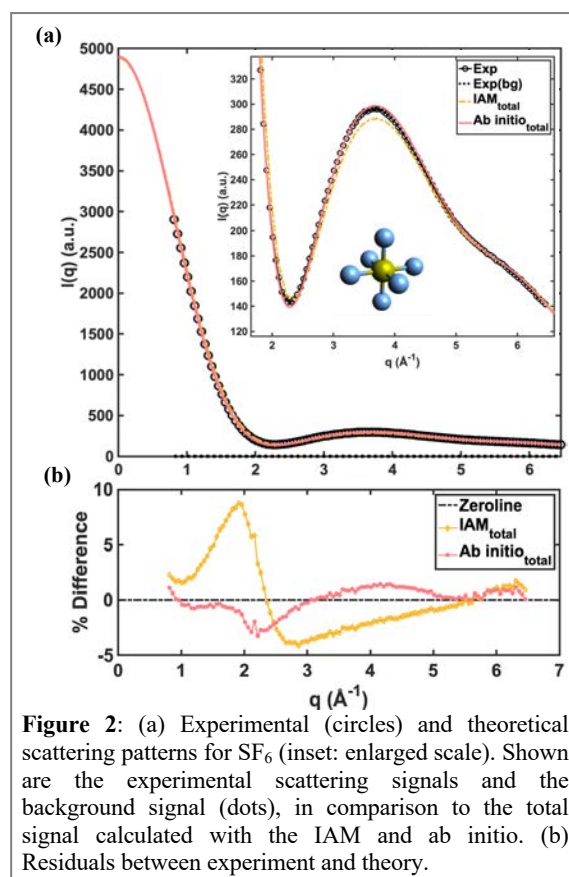 (a)
5000
4500
4000
3500
3000
2500
2000
1500
1000
500
0
I(q) (a.u.)
0 1 2 3 4 5 6
300
280
260
240
220
200
180
160
140
120
I(q) (a.u.)
2 3 4 5 6
q (Å-1)
Exp
Exp(bg)
IAMtotal
Ab initiototal
(b)
10
5
0
-5
% Difference
Zeroline
IAMtotal
Ab initiototal
0 1 2 3 4 5 6 7
q (Å-1)
Figure 2: (a) Experimental (circles) and theoretical
scattering patterns for SF6 (inset: enlarged scale). Shown
are the experimental scattering signals and the
background signal (dots), in comparison to the total
signal calculated with the IAM and ab initio. (b)
Residuals between experiment and theory.